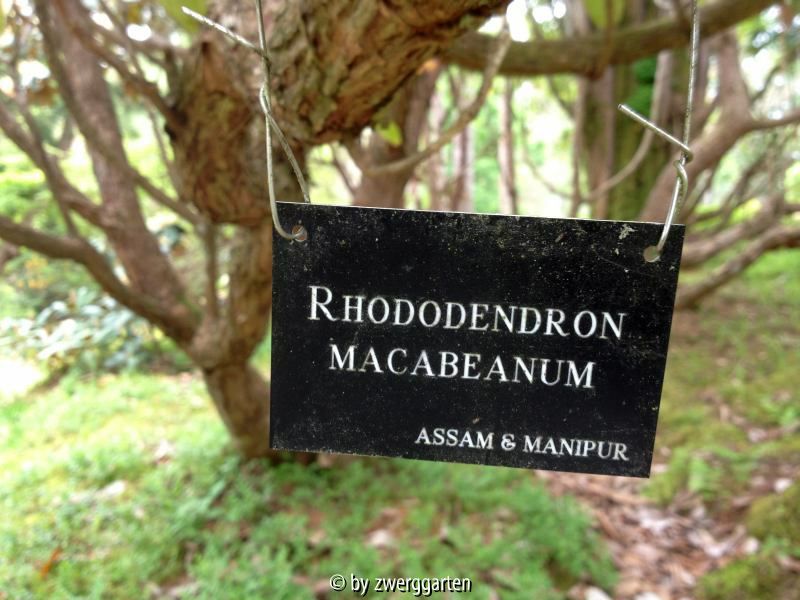 RHODODENDRON
MACABEANUM
ASSAM & MANIPUR
© by zwerggarten